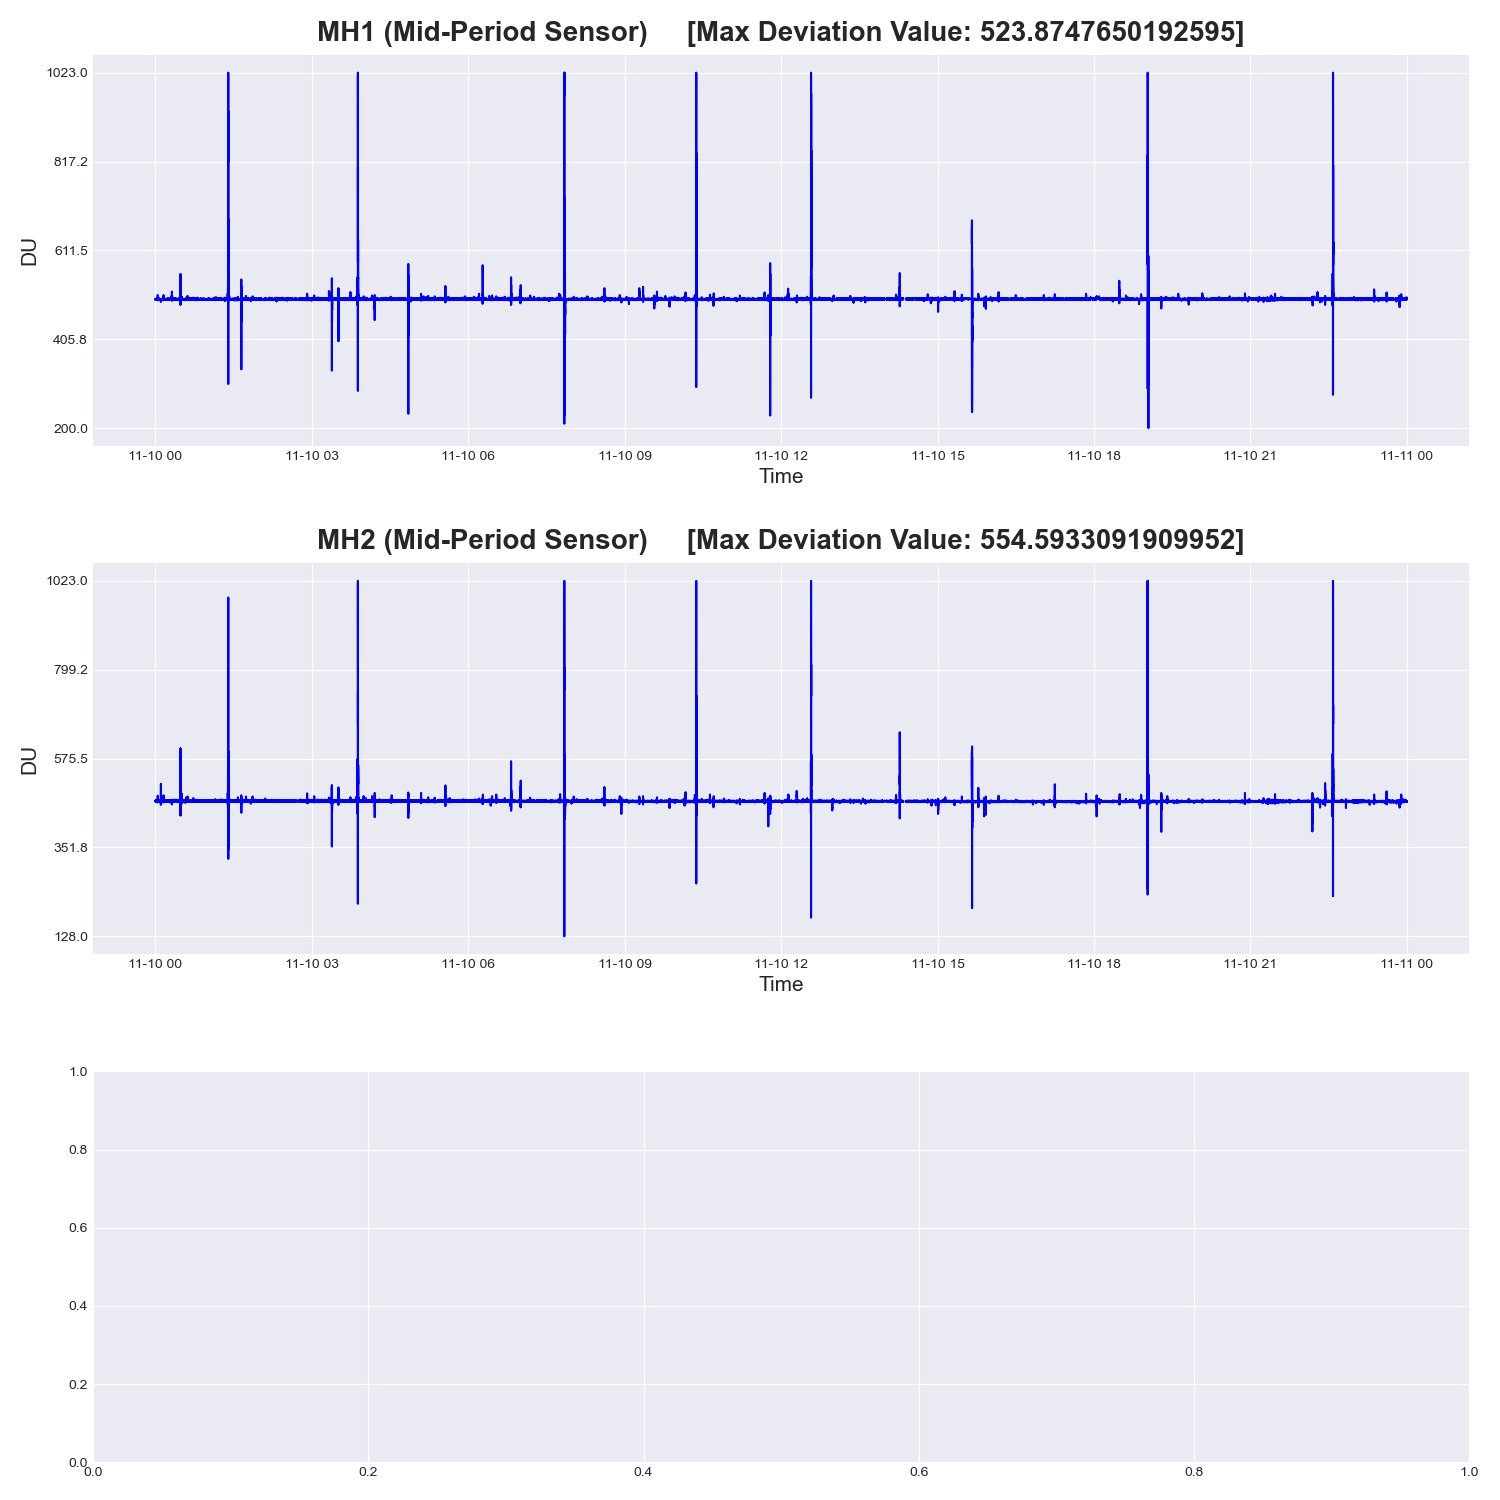 MH1 (Mid-Period Sensor) [Max Deviation Value: 523.8747650192595]
1023.0
817.2
611.5
405.8
200.0
DU
11-10 00 11-10 03 11-10 06 11-10 09 11-10 12 11-10 15 11-10 18 11-10 21 11-11 00
Time
MH2 (Mid-Period Sensor) [Max Deviation Value: 554.5933091909952]
1023.0
799.2
575.5
351.8
128.0
DU
11-10 00 11-10 03 11-10 06 11-10 09 11-10 12 11-10 15 11-10 18 11-10 21 11-11 00
Time
1.0
0.8
0.6
0.4
0.2
0.0
0.0 0.2 0.4 0.6 0.8 1.0